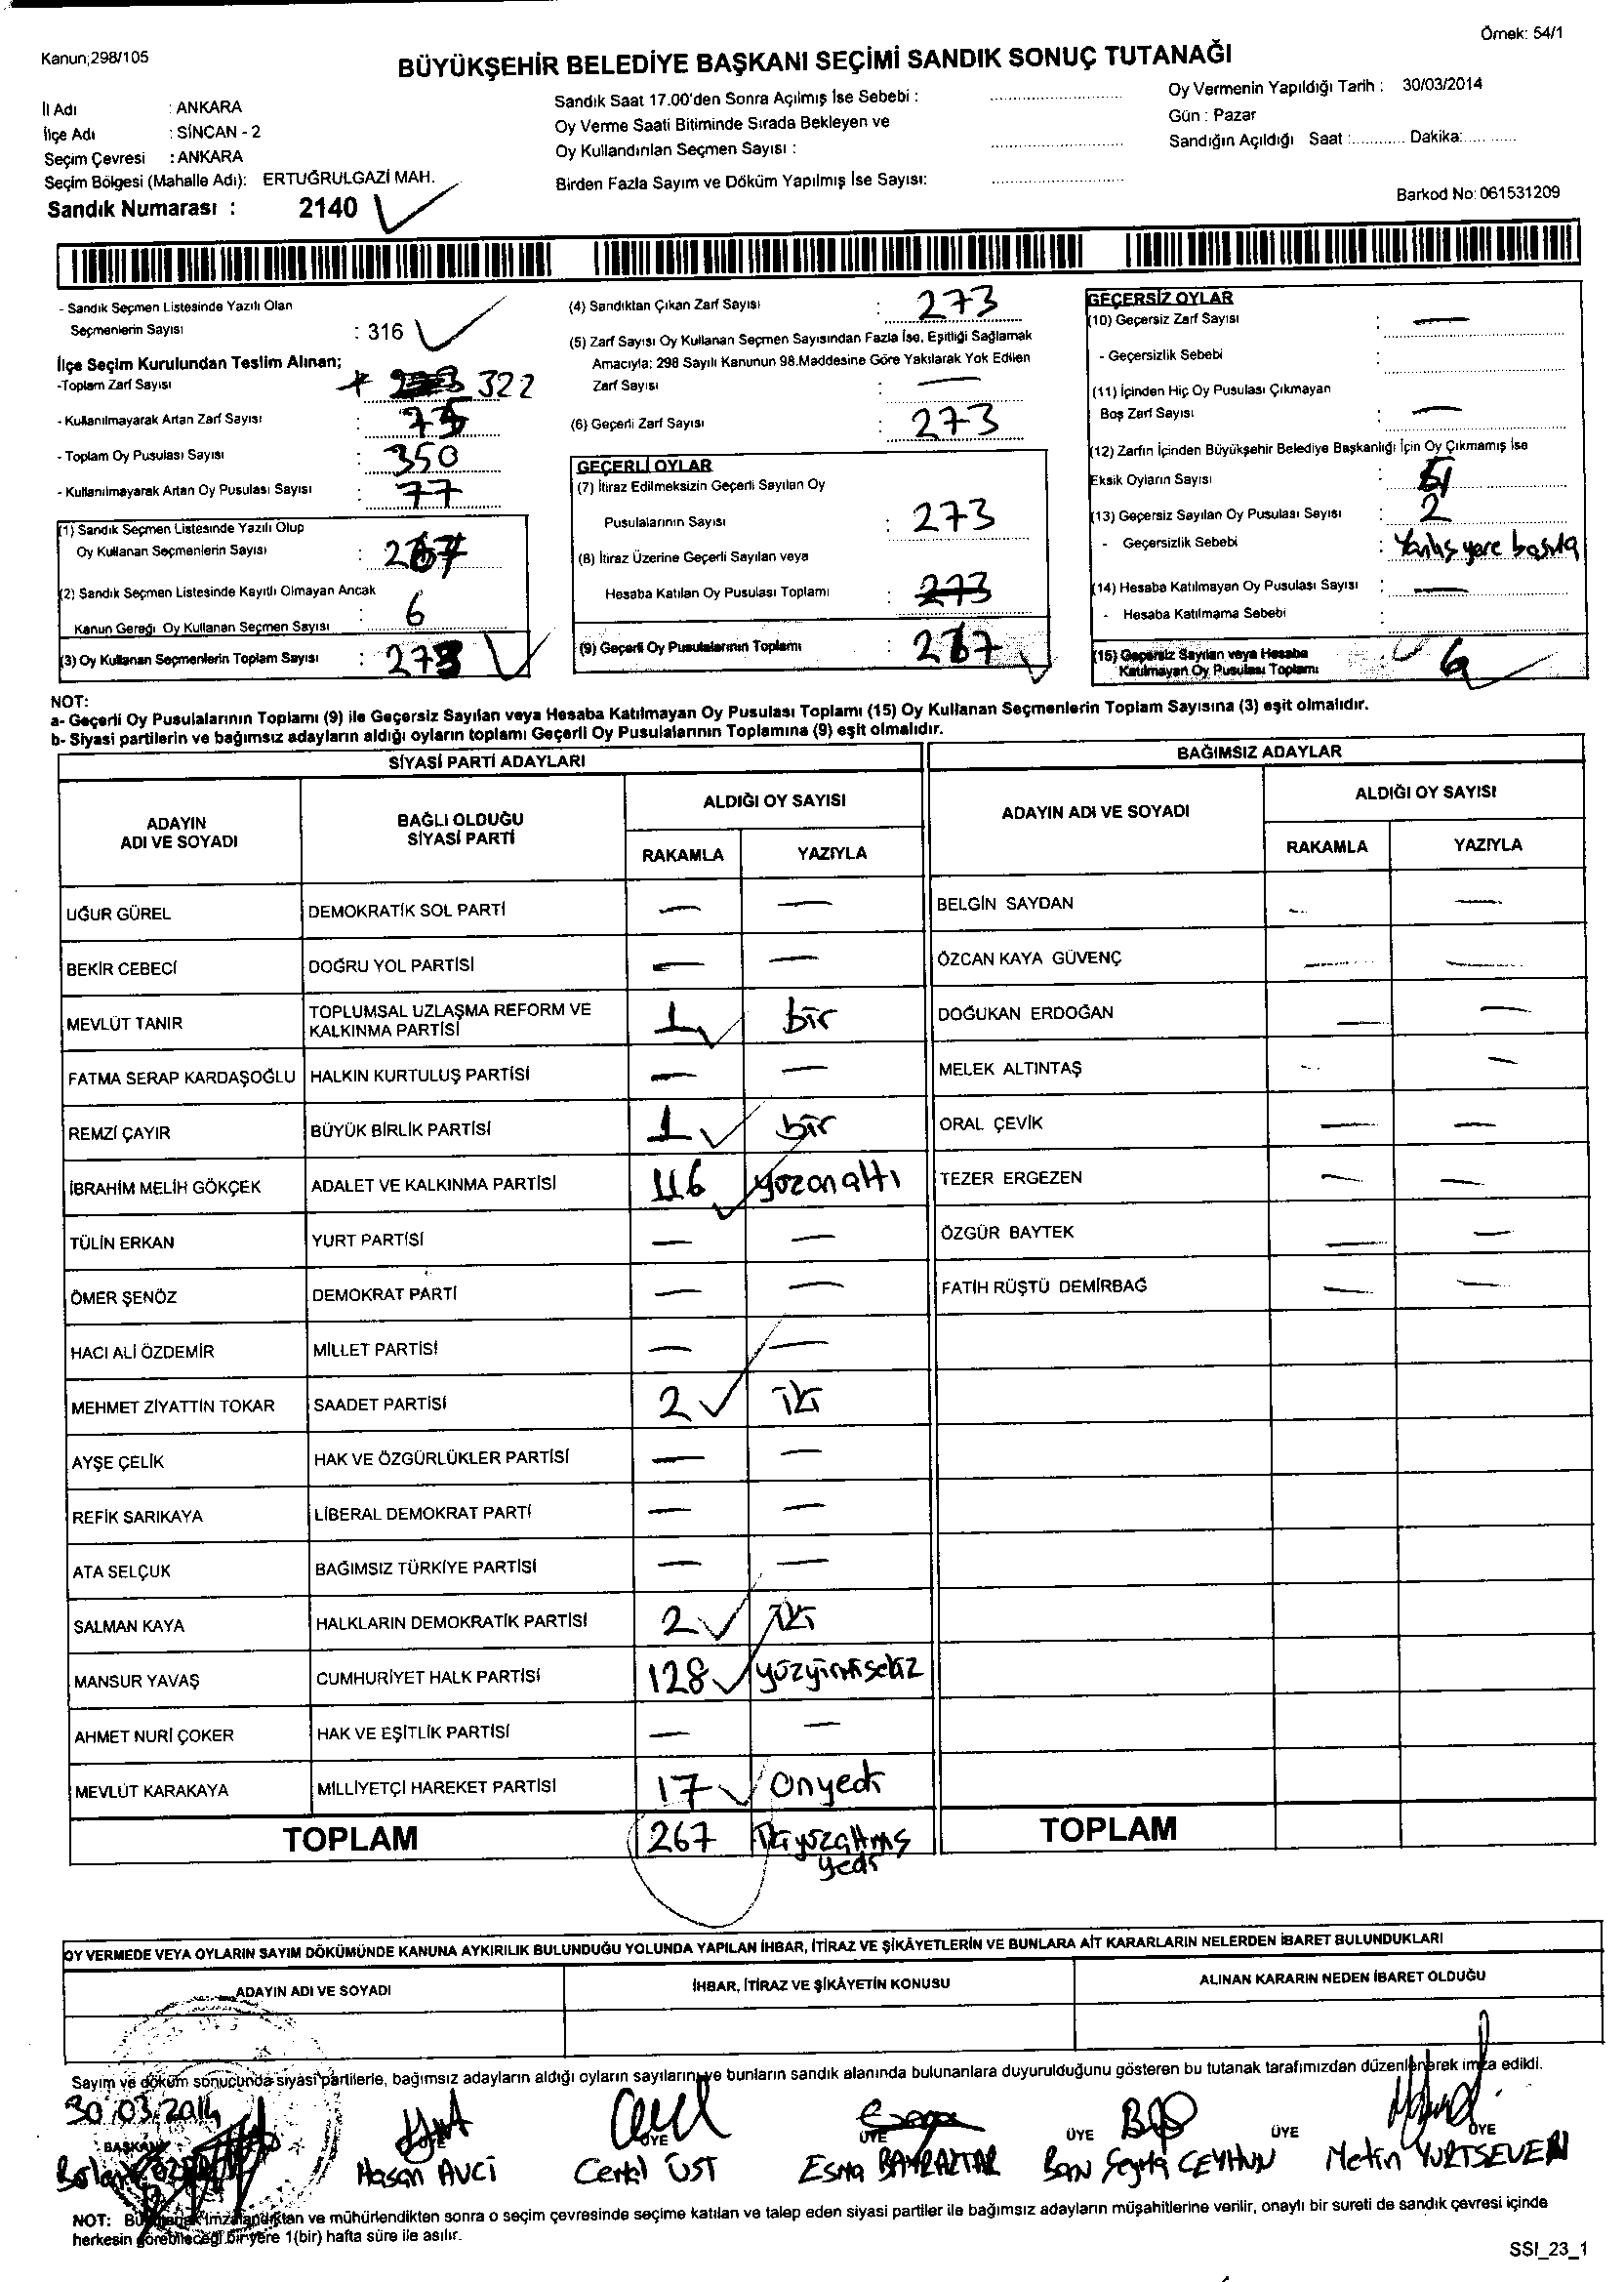 Örnek: 54/1
Kanun;298/105
BÜYÜKŞEHİR BELEDİYE BAŞKANI SEÇİMİ SANDIK SONUÇ TUTANAĞI
İl Adı : ANKARA
İlçe Adı : SİNCAN - 2
Seçim Çevresi : ANKARA
Seçim Bölgesi (Mahalle Adı): ERTUĞRULGAZİ MAH.
Sandık Numarası : 2140
Sandık Saat 17.00'den Sonra Açılmış İse Sebebi :
Oy Verme Saati Bitiminde Sırada Bekleyen ve
Oy Kullandırılan Seçmen Sayısı :
Birden Fazla Sayım ve Döküm Yapılmış İse Sayısı:
Oy Vermenin Yapıldığı Tarih : 30/03/2014
Gün : Pazar
Sandığın Açıldığı Saat :............ Dakika:............
Barkod No: 061531209
- Sandık Seçmen Listesinde Yazılı Olan
Seçmenlerin Sayısı : 316
İlçe Seçim Kurulundan Teslim Alınan;
-Toplam Zarf Sayısı 322
- Kullanılmayarak Artan Zarf Sayısı :
- Toplam Oy Pusulası Sayısı : 350
- Kullanılmayarak Artan Oy Pusulası Sayısı : 77
(1) Sandık Seçmen Listesinde Yazılı Olup
Oy Kullanan Seçmenlerin Sayısı : 267
(2) Sandık Seçmen Listesinde Kayıtlı Olmayan Ancak
Kanun Gereği Oy Kullanan Seçmen Sayısı : 6
(3) Oy Kullanan Seçmenlerin Toplam Sayısı : 273
(4) Sandıktan Çıkan Zarf Sayısı : 273
(5) Zarf Sayısı Oy Kullanan Seçmen Sayısından Fazla İse, Eşitliği Sağlamak
Amacıyla; 298 Sayılı Kanunun 98.Maddesine Göre Yakılarak Yok Edilen
Zarf Sayısı : —
(6) Geçerli Zarf Sayısı : 273
GEÇERLİ OYLAR
(7) İtiraz Edilmeksizin Geçerli Sayılan Oy
Pusulalarının Sayısı : 273
(8) İtiraz Üzerine Geçerli Sayılan veya
Hesaba Katılan Oy Pusulası Toplamı : 273
(9) Geçerli Oy Pusulalarının Toplamı : 267
GEÇERSİZ OYLAR
(10) Geçersiz Zarf Sayısı : —
- Geçersizlik Sebebi :
(11) İçinden Hiç Oy Pusulası Çıkmayan
Boş Zarf Sayısı : —
(12) Zarfın İçinden Büyükşehir Belediye Başkanlığı İçin Oy Çıkmamış İse
Eksik Oyların Sayısı :
(13) Geçersiz Sayılan Oy Pusulası Sayısı : 2
- Geçersizlik Sebebi : Yanlış yere basıla
(14) Hesaba Katılmayan Oy Pusulası Sayısı : —
- Hesaba Katılmama Sebebi :
(15) Geçersiz Sayılan veya Hesaba
Katılmayan Oy Pusulası Toplamı : 6
NOT:
a- Geçerli Oy Pusulalarının Toplamı (9) ile Geçersiz Sayılan veya Hesaba Katılmayan Oy Pusulası Toplamı (15) Oy Kullanan Seçmenlerin Toplam Sayısına (3) eşit olmalıdır.
b- Siyasi partilerin ve bağımsız adayların aldığı oyların toplamı Geçerli Oy Pusulalarının Toplamına (9) eşit olmalıdır.
SİYASİ PARTİ ADAYLARI
ADAYIN ADI VE SOYADI
BAĞLI OLDUĞU SİYASİ PARTİ
ALDIĞI OY SAYISI
RAKAMLA YAZIYLA
UĞUR GÜREL DEMOKRATİK SOL PARTİ — —
BEKİR CEBECİ DOĞRU YOL PARTİSİ — —
MEVLÜT TANIR TOPLUMSAL UZLAŞMA REFORM VE KALKINMA PARTİSİ 1 bir
FATMA SERAP KARDAŞOĞLU HALKIN KURTULUŞ PARTİSİ — —
REMZİ ÇAYIR BÜYÜK BİRLİK PARTİSİ 1 bir
İBRAHİM MELİH GÖKÇEK ADALET VE KALKINMA PARTİSİ 116 yüzonaltı
TÜLİN ERKAN YURT PARTİSİ — —
ÖMER ŞENÖZ DEMOKRAT PARTİ — —
HACI ALİ ÖZDEMİR MİLLET PARTİSİ — —
MEHMET ZİYATTİN TOKAR SAADET PARTİSİ 2 iki
AYŞE ÇELİK HAK VE ÖZGÜRLÜKLER PARTİSİ — —
REFİK SARIKAYA LİBERAL DEMOKRAT PARTİ — —
ATA SELÇUK BAĞIMSIZ TÜRKİYE PARTİSİ — —
SALMAN KAYA HALKLARIN DEMOKRATİK PARTİSİ 2 iki
MANSUR YAVAŞ CUMHURİYET HALK PARTİSİ 128 yüzyirmisekiz
AHMET NURİ ÇOKER HAK VE EŞİTLİK PARTİSİ — —
MEVLÜT KARAKAYA MİLLİYETÇİ HAREKET PARTİSİ 17 onyedi
TOPLAM 267 ikiyüzaltmış yedi
BAĞIMSIZ ADAYLAR
ADAYIN ADI VE SOYADI
ALDIĞI OY SAYISI
RAKAMLA YAZIYLA
BELGİN SAYDAN — —
ÖZCAN KAYA GÜVENÇ — —
DOĞUKAN ERDOĞAN — —
MELEK ALTINTAŞ — —
ORAL ÇEVİK — —
TEZER ERGEZEN — —
ÖZGÜR BAYTEK — —
FATİH RÜŞTÜ DEMİRBAĞ — —
TOPLAM
OY VERMEDE VEYA OYLARIN SAYIM DÖKÜMÜNDE KANUNA AYKIRILIK BULUNDUĞU YOLUNDA YAPILAN İHBAR, İTİRAZ VE ŞİKÂYETLERİN VE BUNLARA AİT KARARLARIN NELERDEN İBARET BULUNDUKLARI
ADAYIN ADI VE SOYADI
İHBAR, İTİRAZ VE ŞİKÂYETİN KONUSU
ALINAN KARARIN NEDEN İBARET OLDUĞU
Sayım ve döküm sonucunda siyasi partilerle, bağımsız adayların aldığı oyların sayılarını ve bunların sandık alanında bulunanlara duyurulduğunu gösteren bu tutanak tarafımızdan düzenlenerek imza edildi.
30.03.2014
BAŞKAN ÜYE ÜYE ÜYE ÜYE ÜYE
Hasan AVCI Cemal ÜST Esma BAYRAKTAR CEYHUN Metin YURTSEVEN
NOT: Bu tutanak imzalandıktan ve mühürlendikten sonra o seçim çevresinde seçime katılan ve talep eden siyasi partiler ile bağımsız adayların müşahitlerine verilir, onaylı bir sureti de sandık çevresi içinde
herkesin görebileceği bir yere 1(bir) hafta süre ile asılır.
SSI_23_1